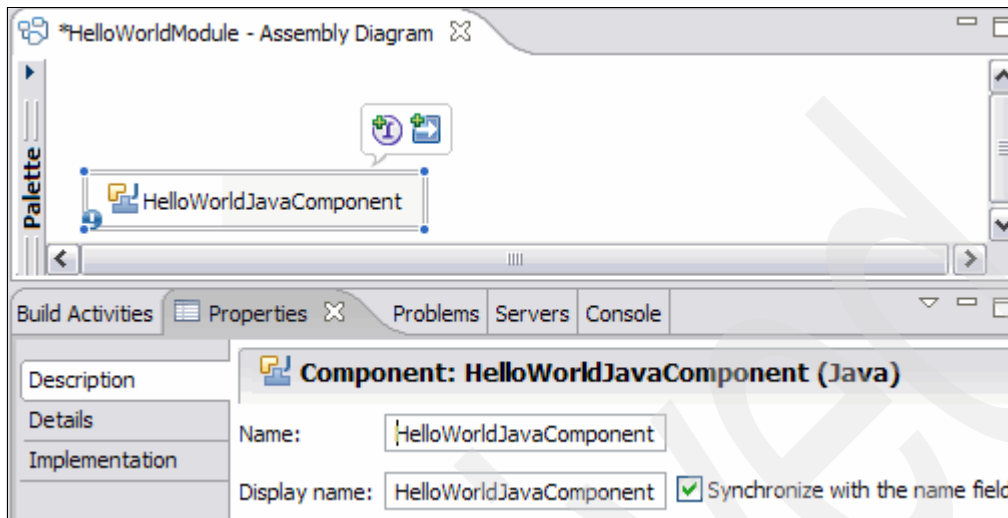 *HelloWorldModule - Assembly Diagram
Palette
HelloWorldJavaComponent
Build Activities Properties Problems Servers Console
Description
Details
Implementation
Component: HelloWorldJavaComponent (Java)
Name: HelloWorldJavaComponent
Display name: HelloWorldJavaComponent Synchronize with the name field